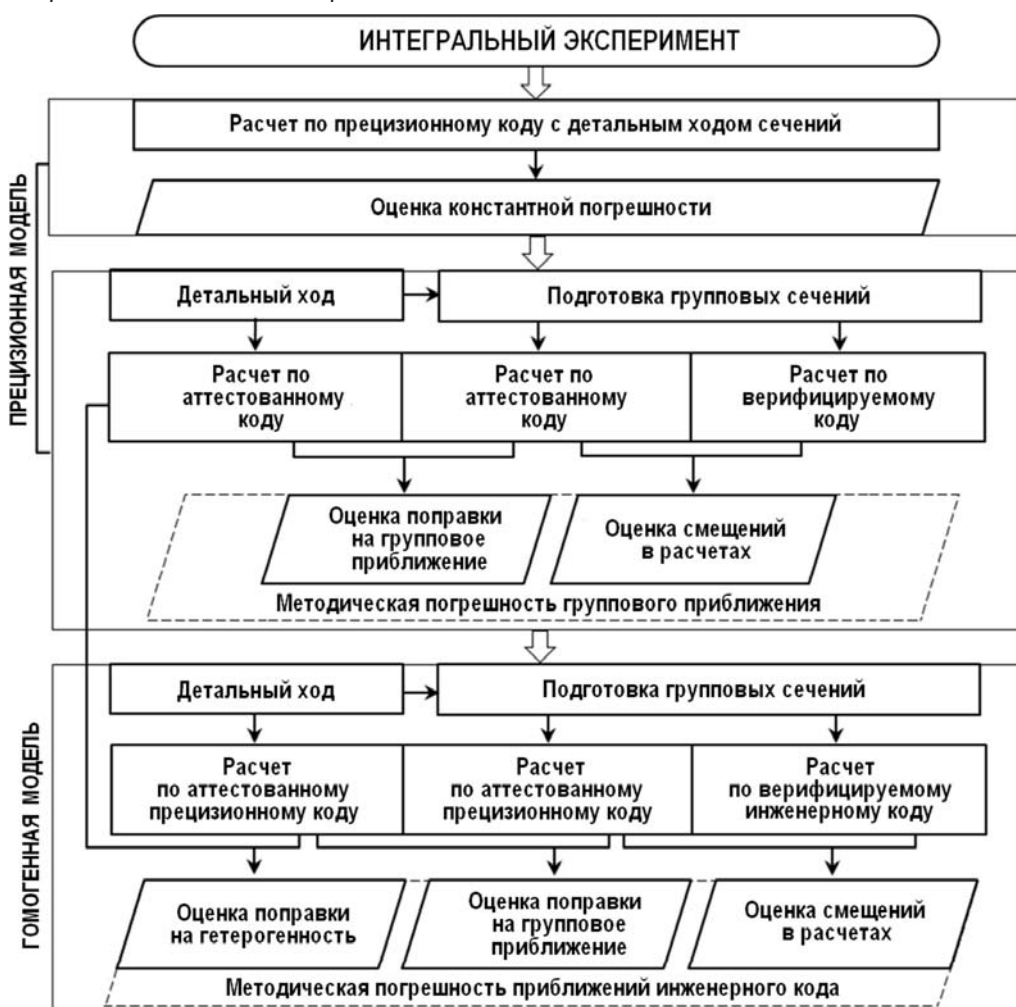 ИНТЕГРАЛЬНЫЙ ЭКСПЕРИМЕНТ
ПРЕЦИЗИОННАЯ МОДЕЛЬ
Расчет по прецизионному коду с детальным ходом сечений
Оценка константной погрешности
Детальный ход
Подготовка групповых сечений
Расчет по
аттестованному
коду
Расчет по
аттестованному
коду
Расчет по
верифицируемому
коду
Оценка поправки
на групповое
приближение
Оценка смещений
в расчетах
Методическая погрешность группового приближения
ГОМОГЕННАЯ МОДЕЛЬ
Детальный ход
Подготовка групповых сечений
Расчет
по аттестованному
прецизионному коду
Расчет
по аттестованному
прецизионному коду
Расчет
по верифицируемому
инженерному коду
Оценка поправки
на гетерогенность
Оценка поправки
на групповое
приближение
Оценка смещений
в расчетах
Методическая погрешность приближений инженерного кода